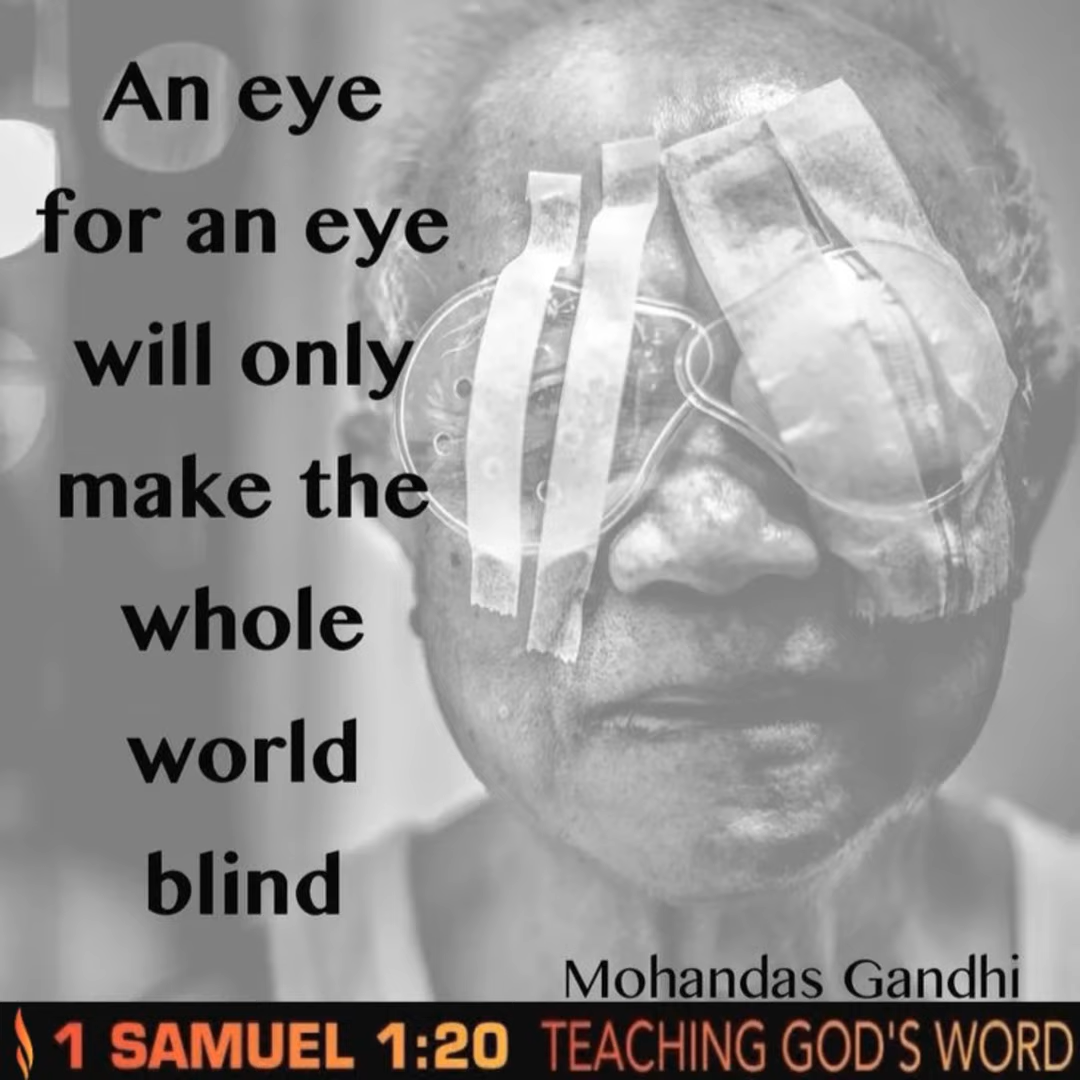 An eye
for an eye
will only
make the
whole
world
blind
Mohandas Gandhi
1 SAMUEL 1:20 TEACHING GOD'S WORD